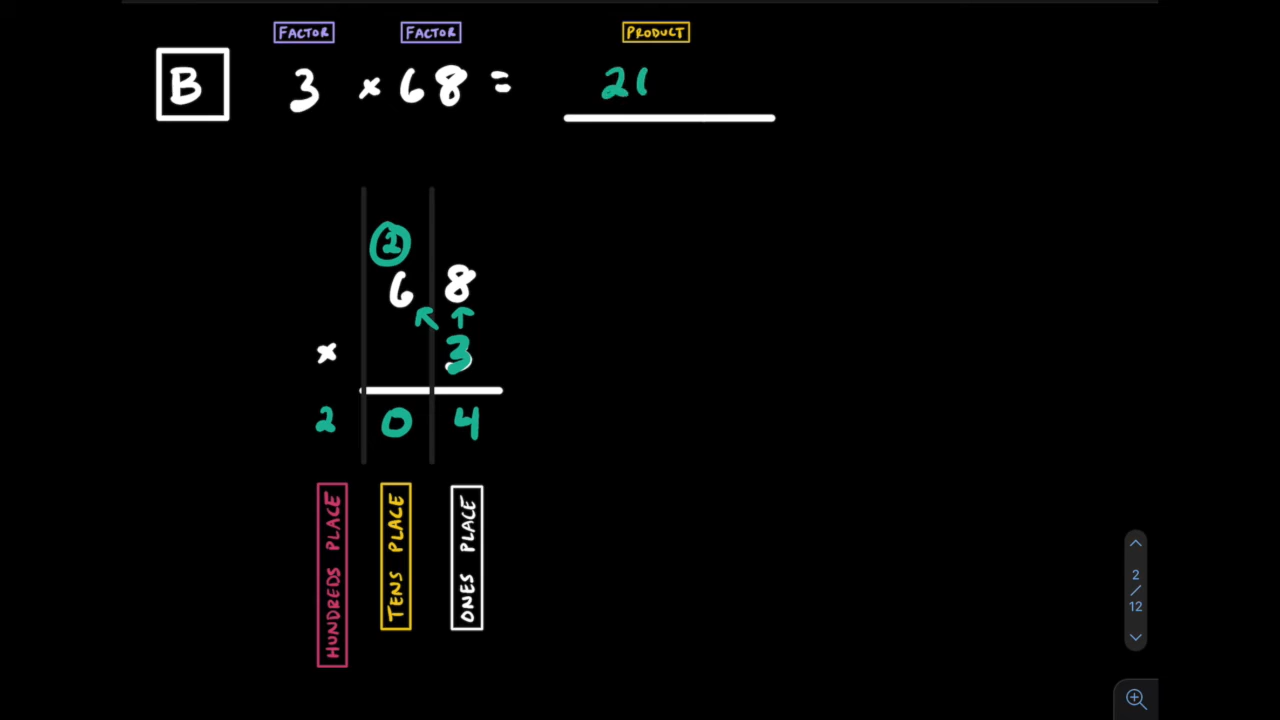 FACTOR FACTOR PRODUCT
B 3 × 68 = 2(
2
6 8
× 3
2 0 4
HUNDREDS PLACE TENS PLACE ONES PLACE
2
/
12